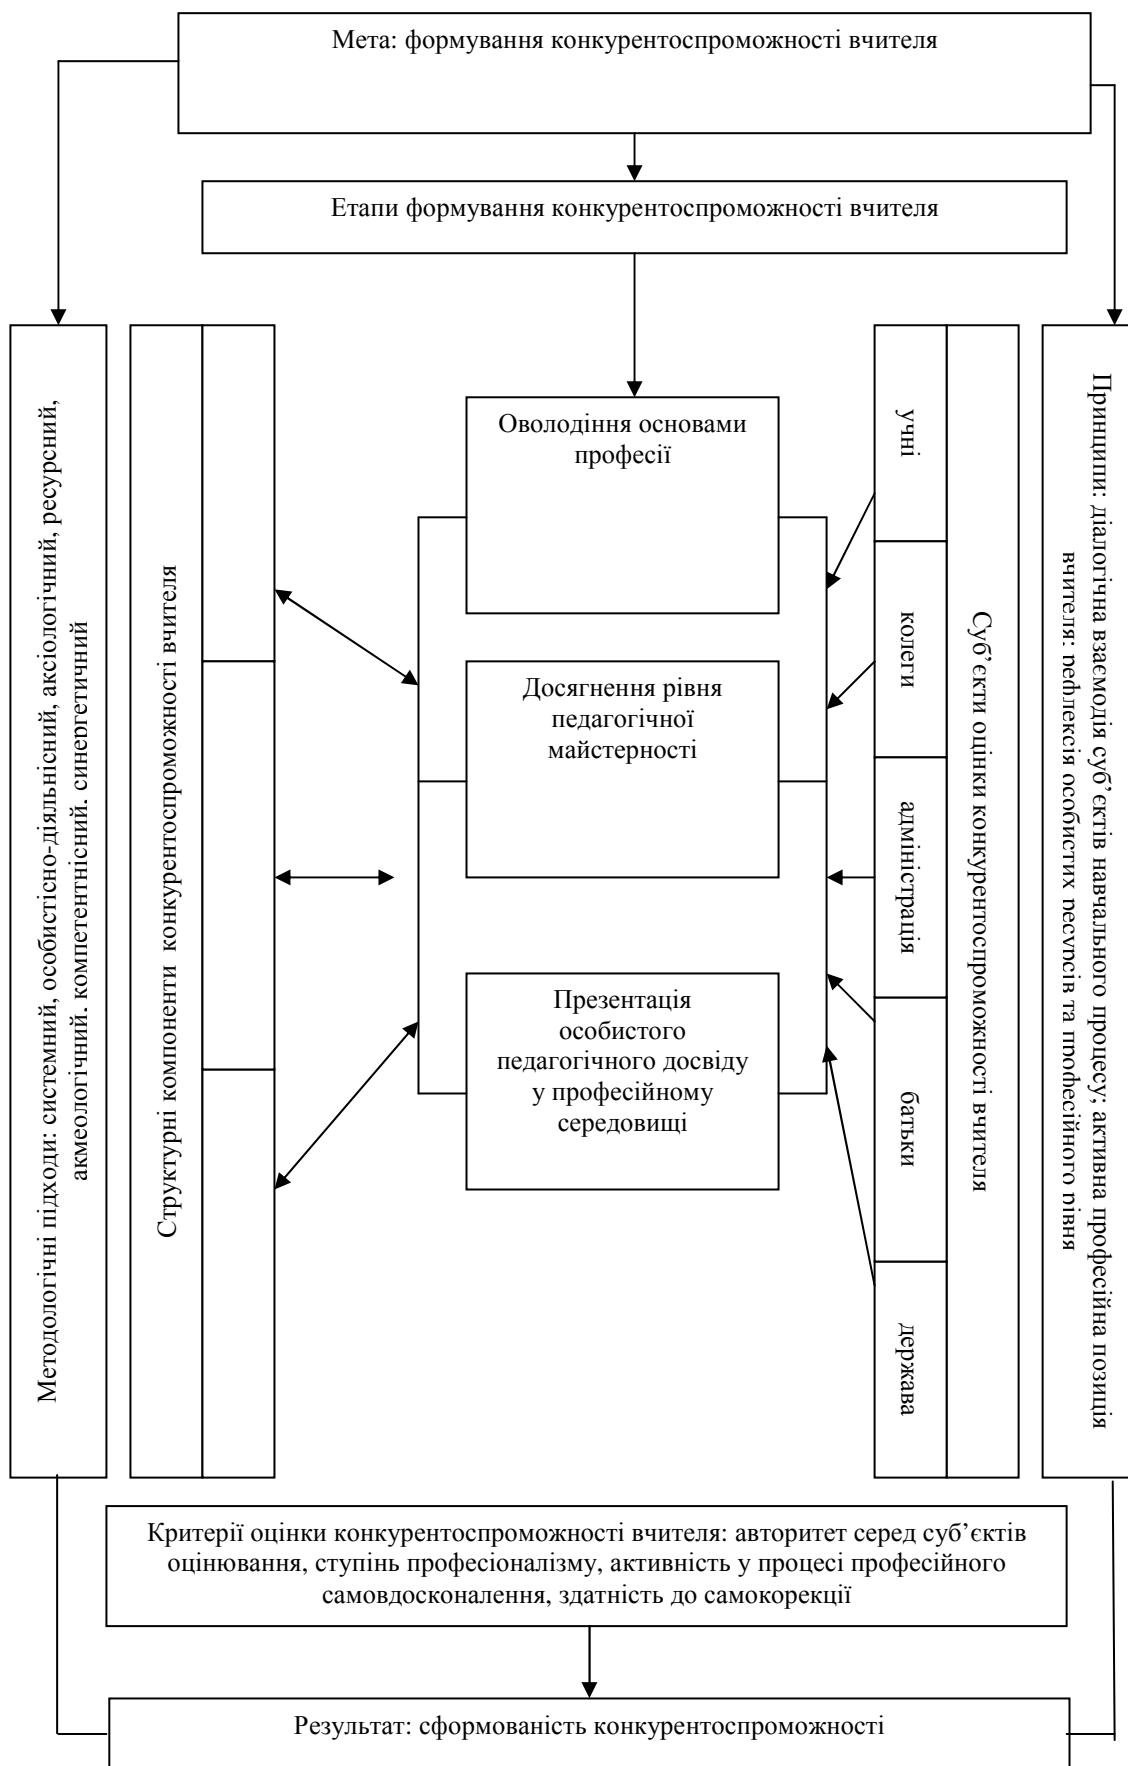 Мета: формування конкурентоспроможності вчителя
Етапи формування конкурентоспроможності вчителя
Методологічні підходи: системний, особистісно-діяльнісний, аксіологічний, ресурсний,
акмеологічний, компетентнісний, синергетичний
Структурні компоненти конкурентоспроможності вчителя
Оволодіння основами
професії
Досягнення рівня
педагогічної
майстерності
Презентація
особистого
педагогічного досвіду
у професійному
середовищі
учні
колеги
адміністрація
батьки
держава
Суб’єкти оцінки конкурентоспроможності вчителя
Принципи: діалогічна взаємодія суб’єктів навчального процесу; активна професійна позиція
вчителя; рефлексія особистих ресурсів та професійного рівня
Критерії оцінки конкурентоспроможності вчителя: авторитет серед суб’єктів
оцінювання, ступінь професіоналізму, активність у процесі професійного
самовдосконалення, здатність до самокорекції
Результат: сформованість конкурентоспроможності